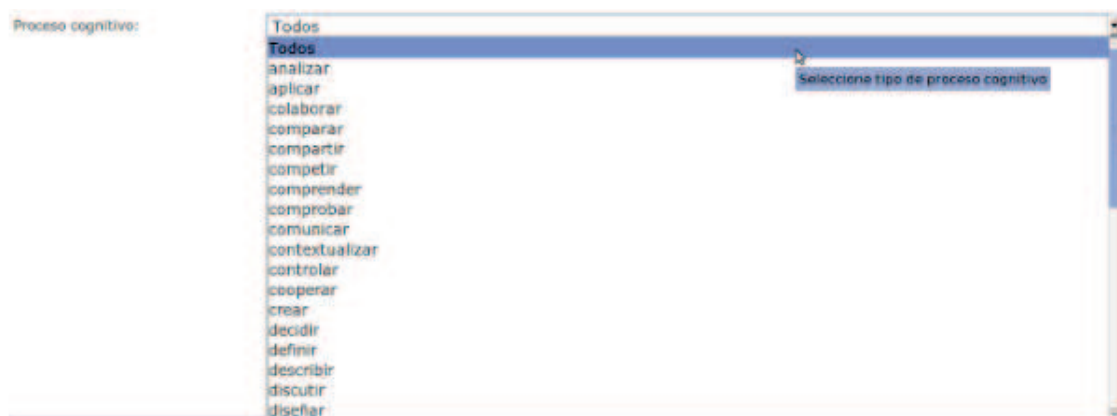 Proceso cognitivo:
Todos
Todos
Seleccione tipo de proceso cognitivo
analizar
aplicar
colaborar
comparar
compartir
competir
comprender
comprobar
comunicar
contextualizar
controlar
cooperar
crear
decidir
definir
describir
discutir
diseñar